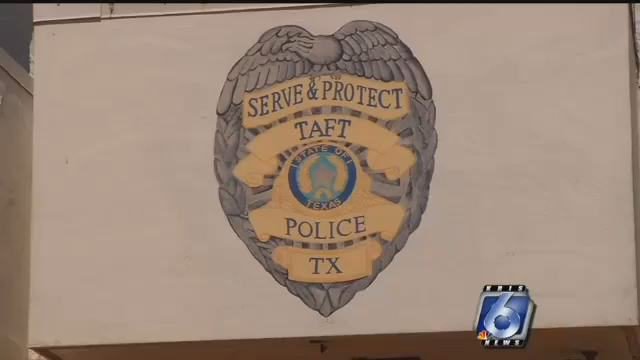 SERVE & PROTECT
TAFT
STATE OF
TEXAS
POLICE
TX
KRIS
6
NEWS